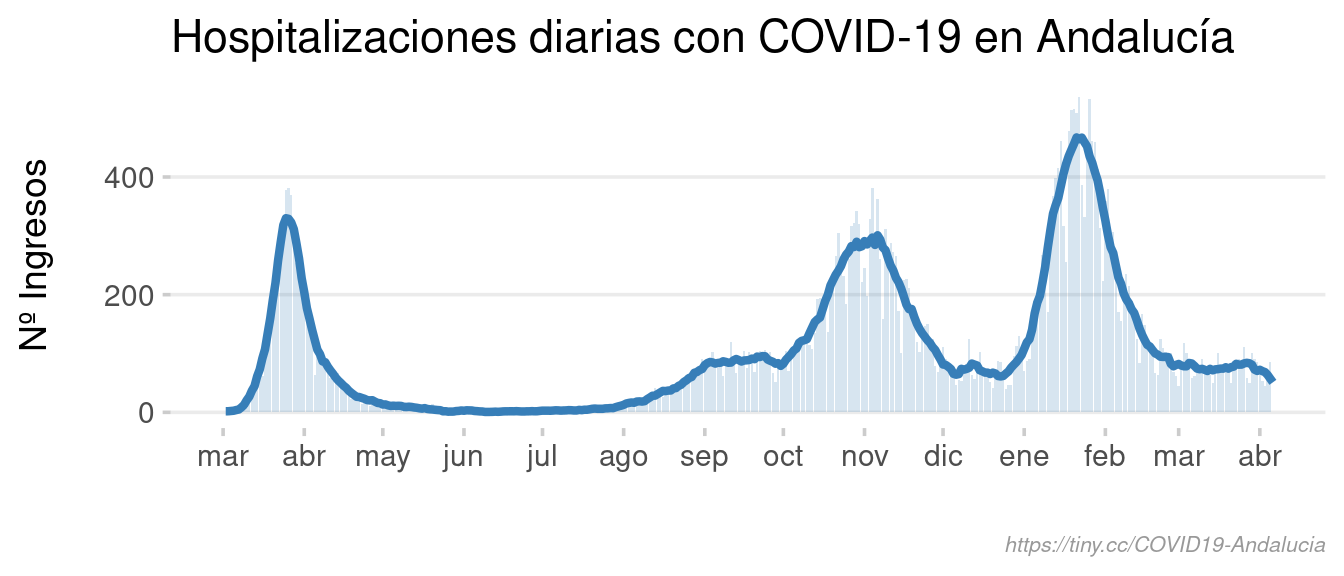 Hospitalizaciones diarias con COVID-19 en Andalucía
Nº Ingresos
400
200
0
mar abr may jun jul ago sep oct nov dic ene feb mar abr
https://tiny.cc/COVID19-Andalucia